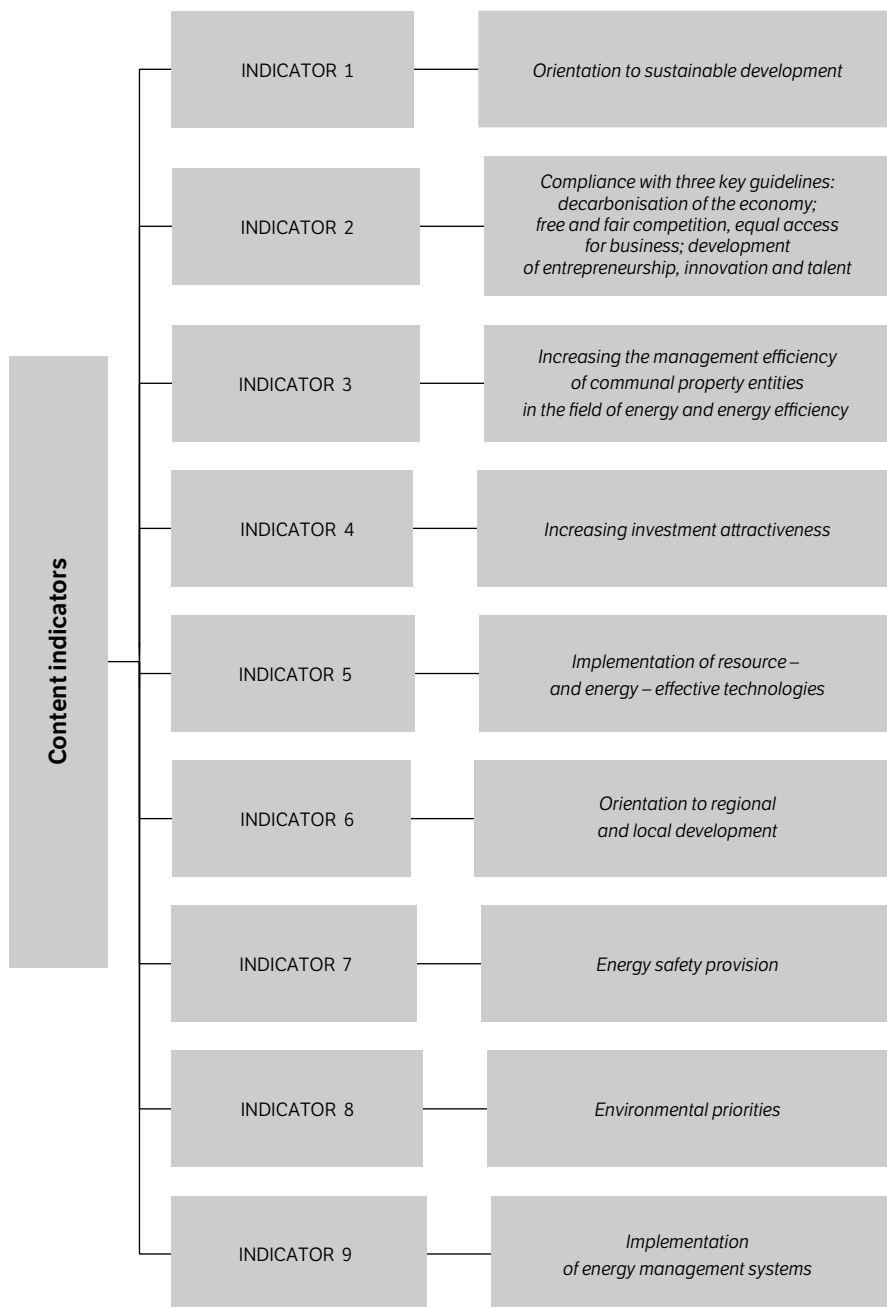 Content indicators
INDICATOR 1
Orientation to sustainable development
INDICATOR 2
Compliance with three key guidelines:
decarbonisation of the economy;
free and fair competition, equal access
for business; development
of entrepreneurship, innovation and talent
INDICATOR 3
Increasing the management efficiency
of communal property entities
in the field of energy and energy efficiency
INDICATOR 4
Increasing investment attractiveness
INDICATOR 5
Implementation of resource –
and energy – effective technologies
INDICATOR 6
Orientation to regional
and local development
INDICATOR 7
Energy safety provision
INDICATOR 8
Environmental priorities
INDICATOR 9
Implementation
of energy management systems